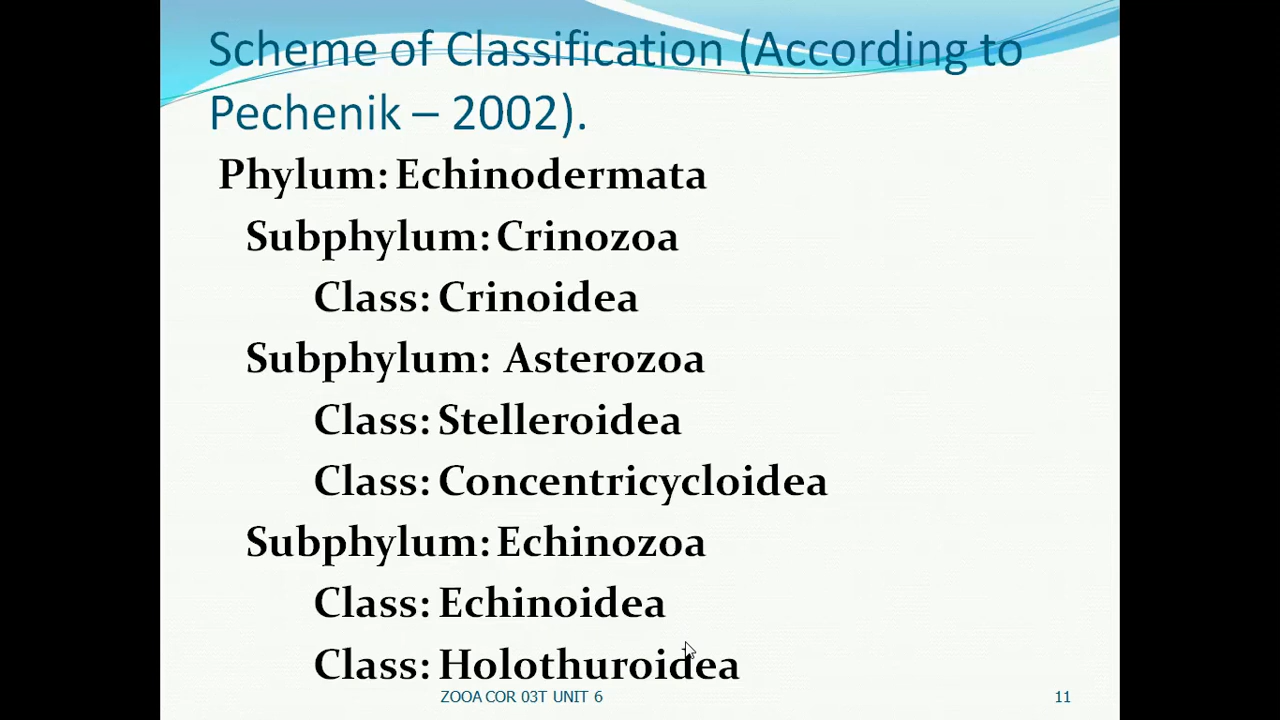 Scheme of Classification (According to
Pechenik – 2002).
Phylum: Echinodermata
Subphylum: Crinozoa
Class: Crinoidea
Subphylum: Asterozoa
Class: Stelleroidea
Class: Concentricycloidea
Subphylum: Echinozoa
Class: Echinoidea
Class: Holothuroidea
ZOOA COR 03T UNIT 6
11